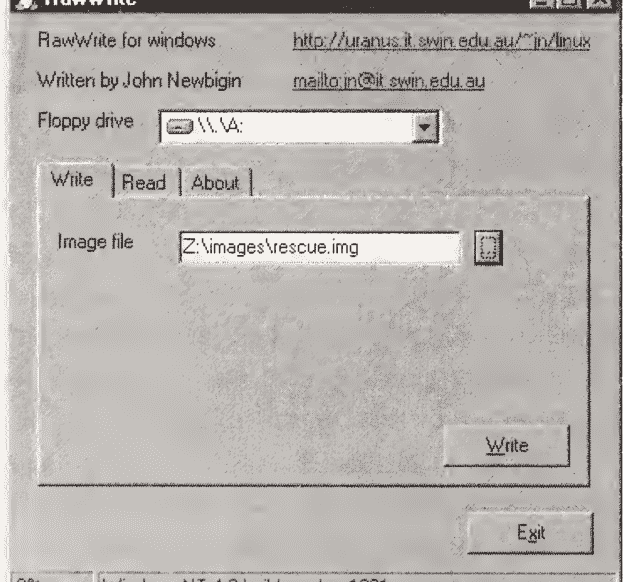 RawWrite
RawWrite for windows http://uranus.it.swin.edu.au/~jn/linux
Written by John Newbigin mailto:jn@it.swin.edu.au
Floppy drive \\.\A:
Write Read About
Image file Z:\images\rescue.img
Write
Exit